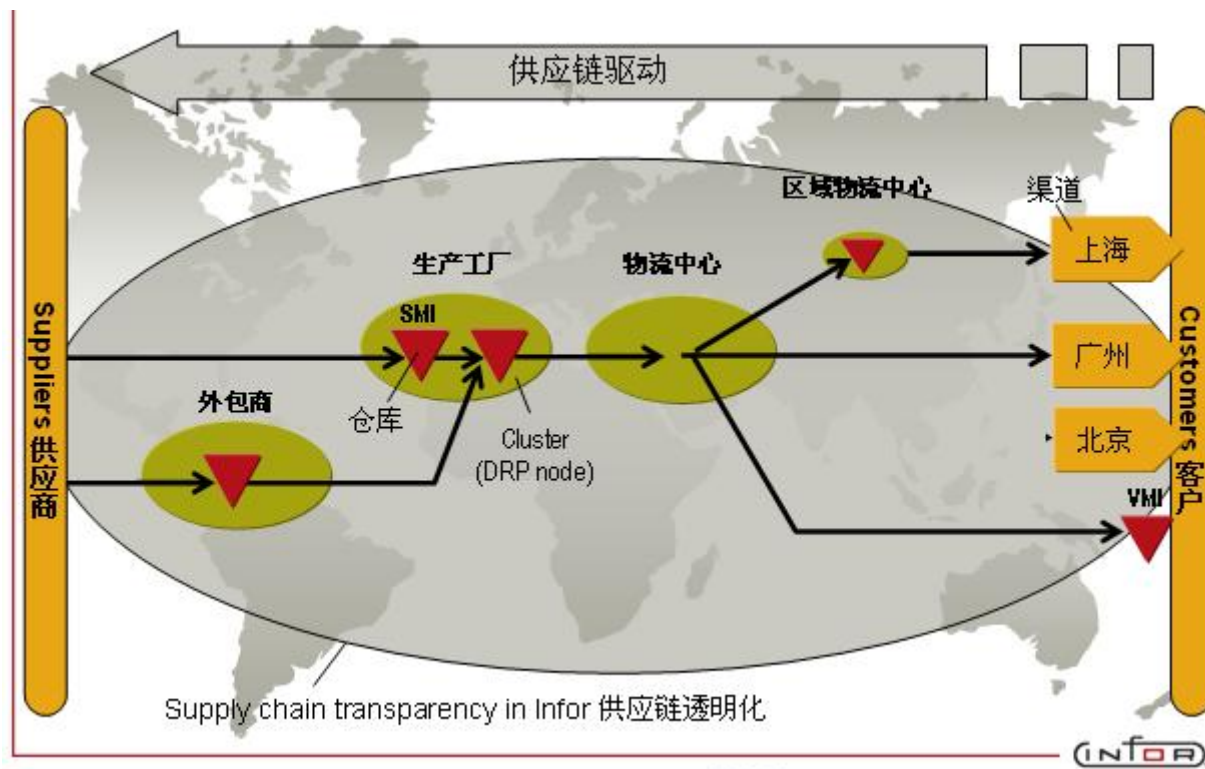 供应链驱动
区域物流中心
渠道
上海
生产工厂
物流中心
SMI
Suppliers 供应商
Customers 客户
广州
外包商
仓库
Cluster
(DRP node)
北京
VMI
Supply chain transparency in Infor 供应链透明化
INFOR